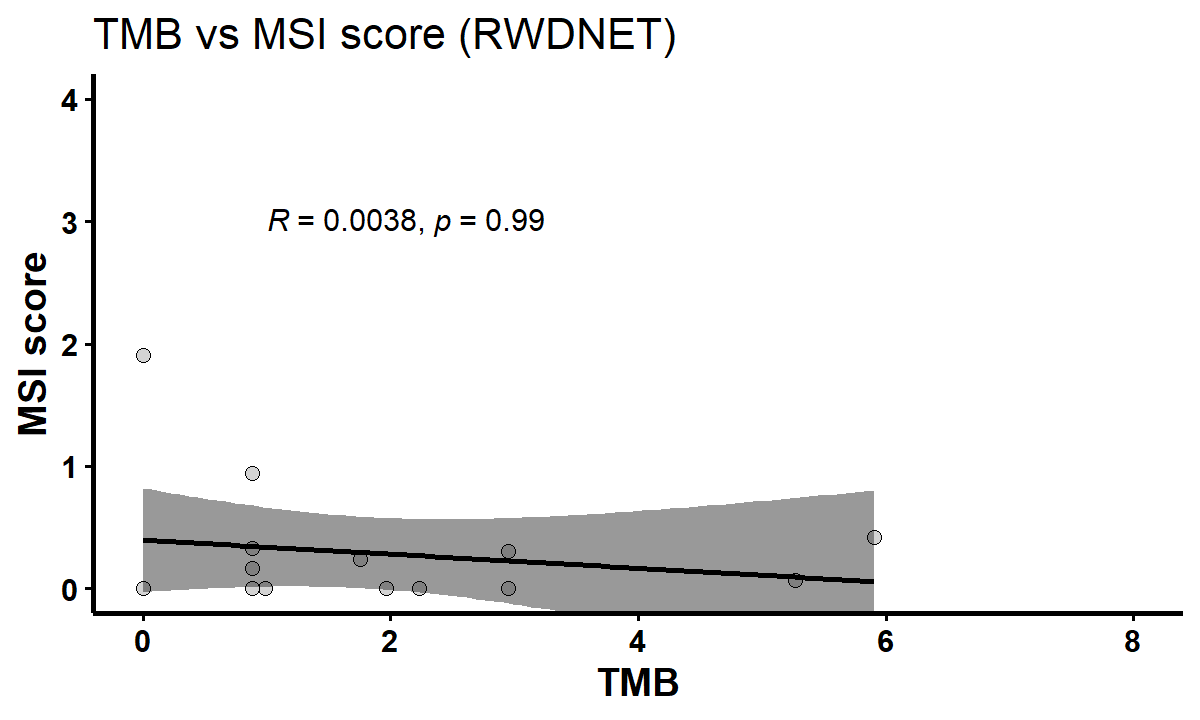 TMB vs MSI score (RWDNET)
4
3
R = 0.0038, p = 0.99
MSI score
2
1
0
0 2 4 6 8
TMB